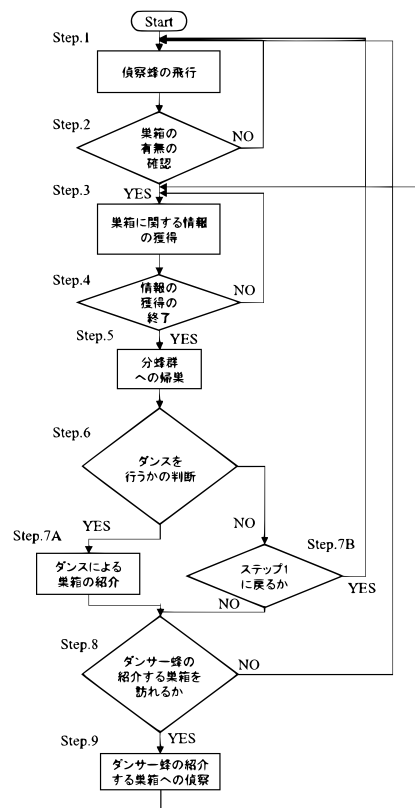 Start
Step.1
偵察蜂の飛行
Step.2
巣箱の
有無の
確認
NO
YES
Step.3
巣箱に関する情報
の獲得
Step.4
情報の
獲得の
終了
NO
YES
Step.5
分蜂群
への帰巣
Step.6
ダンスを
行うかの判断
YES
NO
Step.7A
ダンスによる
巣箱の紹介
Step.7B
ステップ1
に戻るか
YES
NO
Step.8
ダンサー蜂の
紹介する巣箱を
訪れるか
NO
YES
Step.9
ダンサー蜂の紹介
する巣箱への偵察